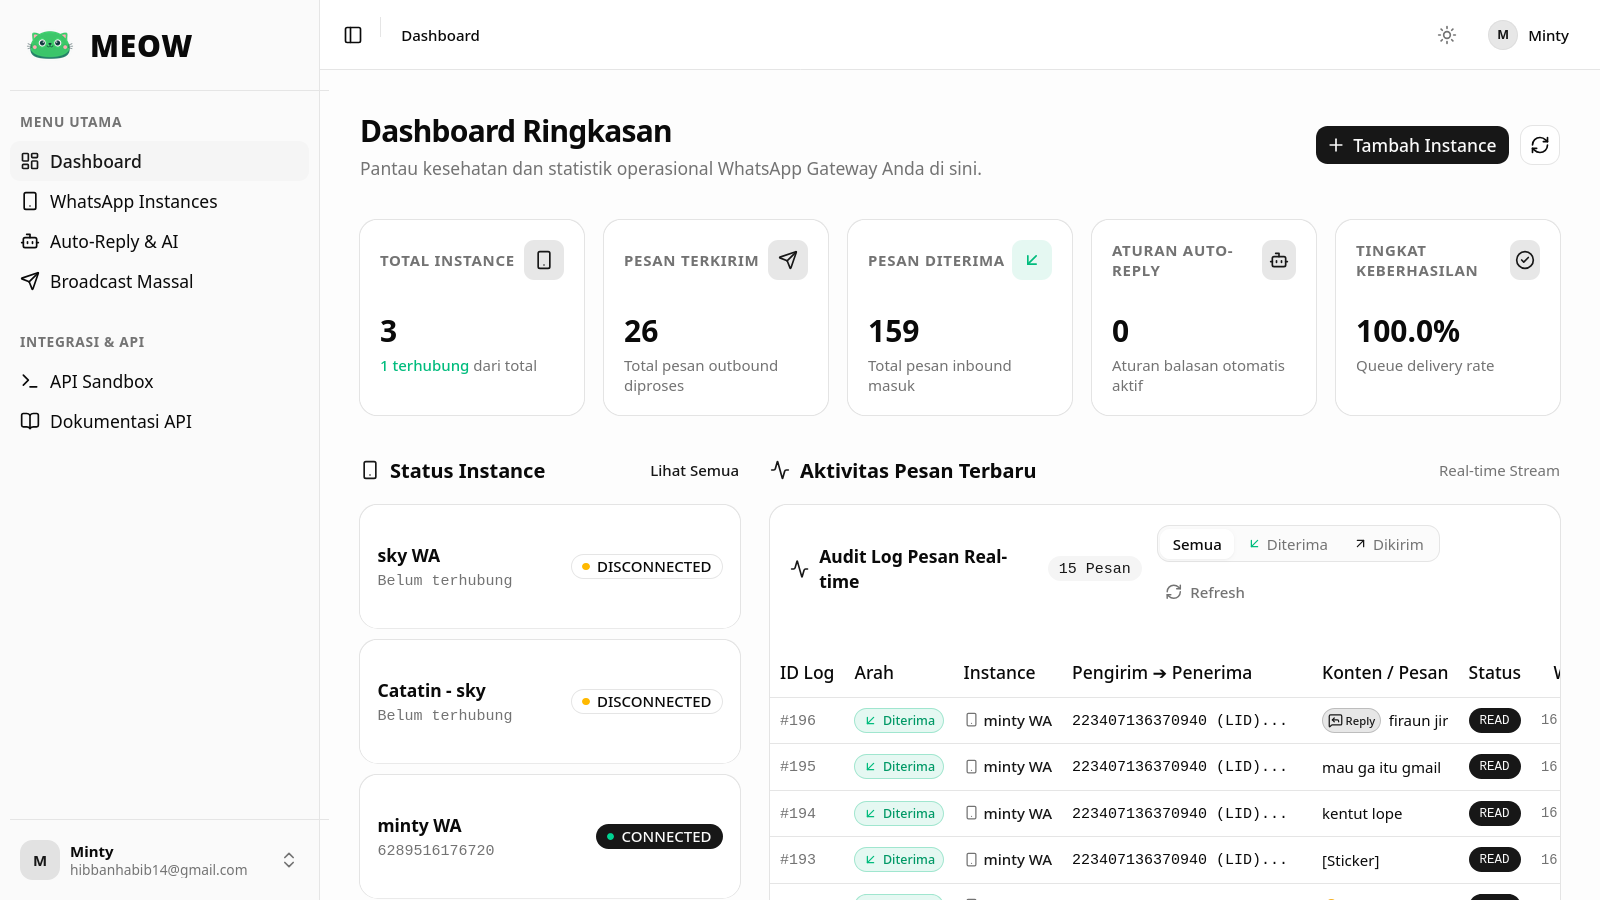 MEOW
MENU UTAMA
Dashboard
WhatsApp Instances
Auto-Reply & AI
Broadcast Massal
INTEGRASI & API
API Sandbox
Dokumentasi API
M
Minty
hibbanhabib14@gmail.com
Dashboard
M Minty
Dashboard Ringkasan
Pantau kesehatan dan statistik operasional WhatsApp Gateway Anda di sini.
Tambah Instance
TOTAL INSTANCE
3
1 terhubung dari total
PESAN TERKIRIM
26
Total pesan outbound
diproses
PESAN DITERIMA
159
Total pesan inbound
masuk
ATURAN AUTO-
REPLY
0
Aturan balasan otomatis
aktif
TINGKAT
KEBERHASILAN
100.0%
Queue delivery rate
Status Instance
Lihat Semua
sky WA
Belum terhubung
DISCONNECTED
Catatin - sky
Belum terhubung
DISCONNECTED
minty WA
6289516176720
CONNECTED
Aktivitas Pesan Terbaru
Real-time Stream
Audit Log Pesan Real-
time
15 Pesan
Semua Diterima Dikirim
Refresh
ID Log Arah Instance Pengirim ➔ Penerima Konten / Pesan Status
#196 Diterima minty WA 223407136370940 (LID)... Reply firaun jir READ 16
#195 Diterima minty WA 223407136370940 (LID)... mau ga itu gmail READ 16
#194 Diterima minty WA 223407136370940 (LID)... kentut lope READ 16
#193 Diterima minty WA 223407136370940 (LID)... [Sticker] READ 16